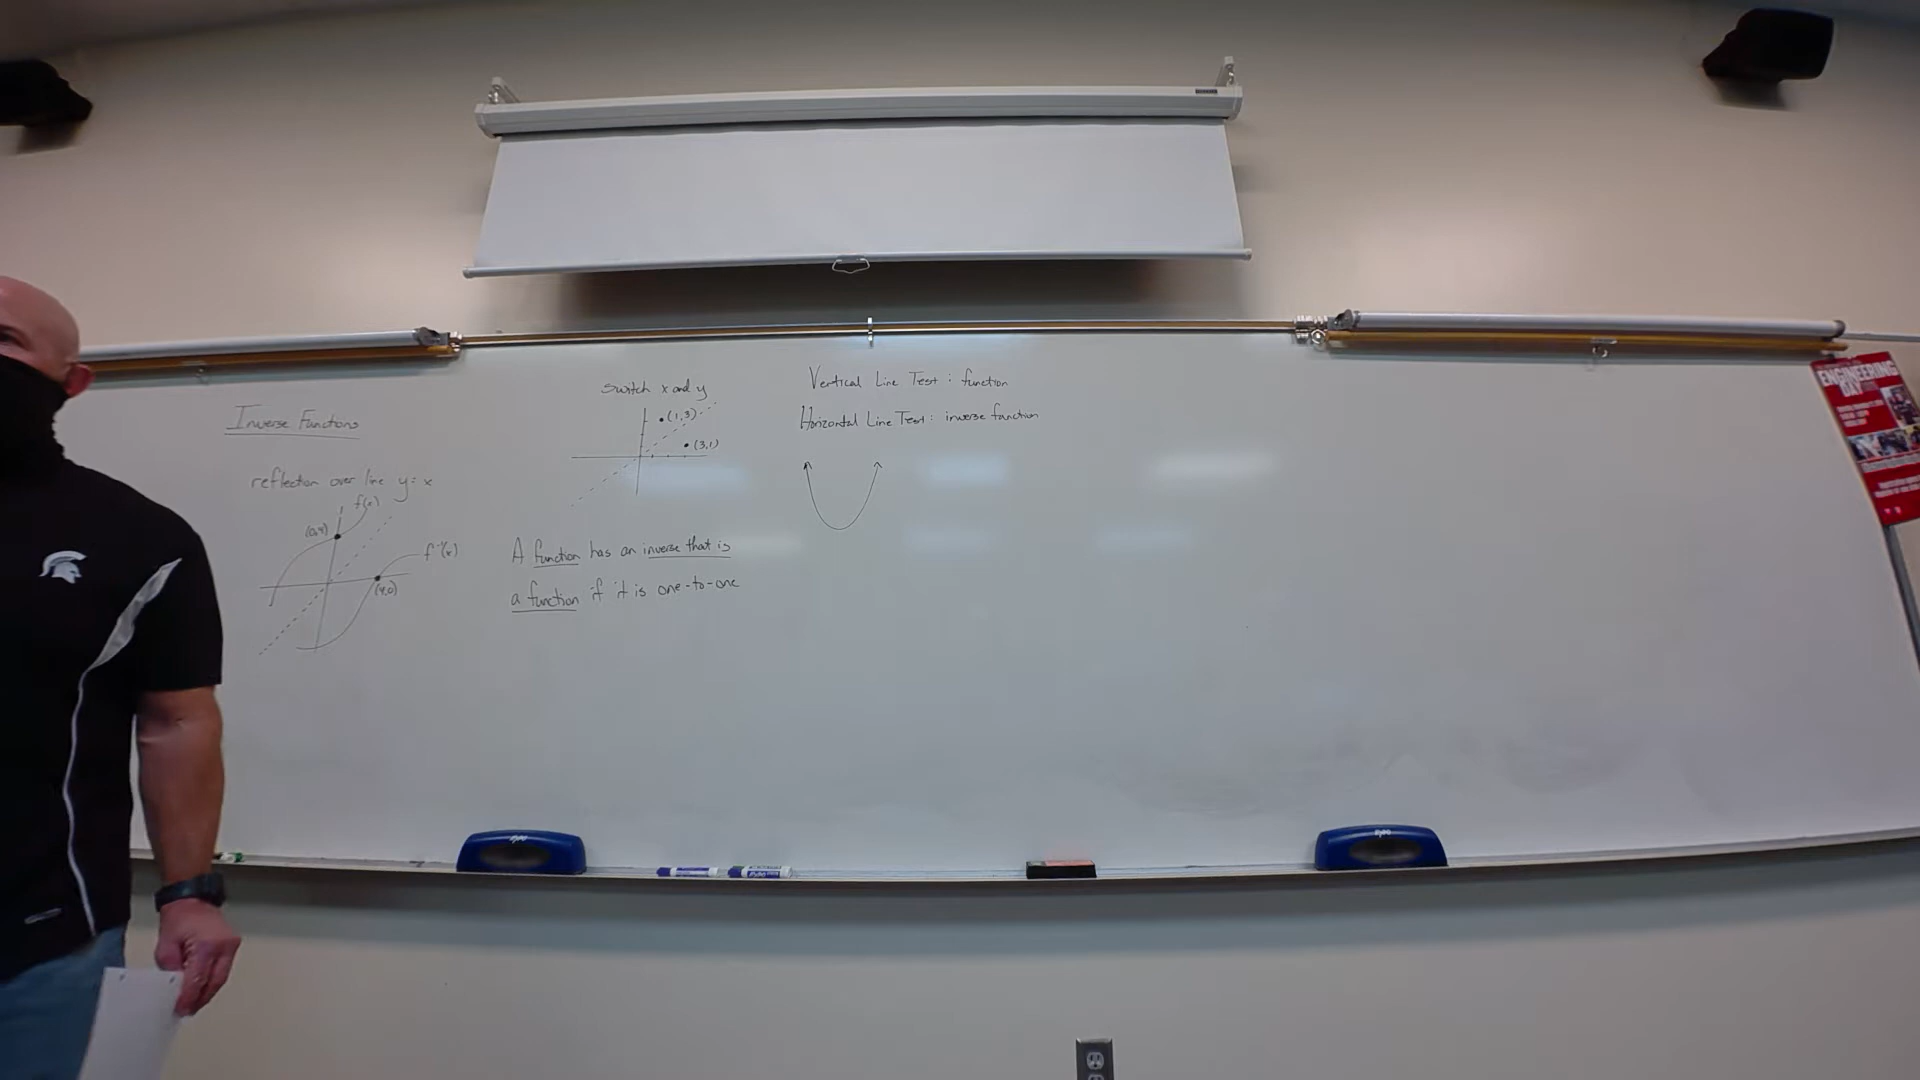 Inverse Functions
reflection over line y = x
f(x)
(0,4)
f⁻¹(x)
(4,0)
switch x and y
(1,3)
(3,1)
A function has an inverse that is
a function if it is one-to-one
Vertical Line Test : function
Horizontal Line Test : inverse function
ENGINEERING
DAY
EXPO